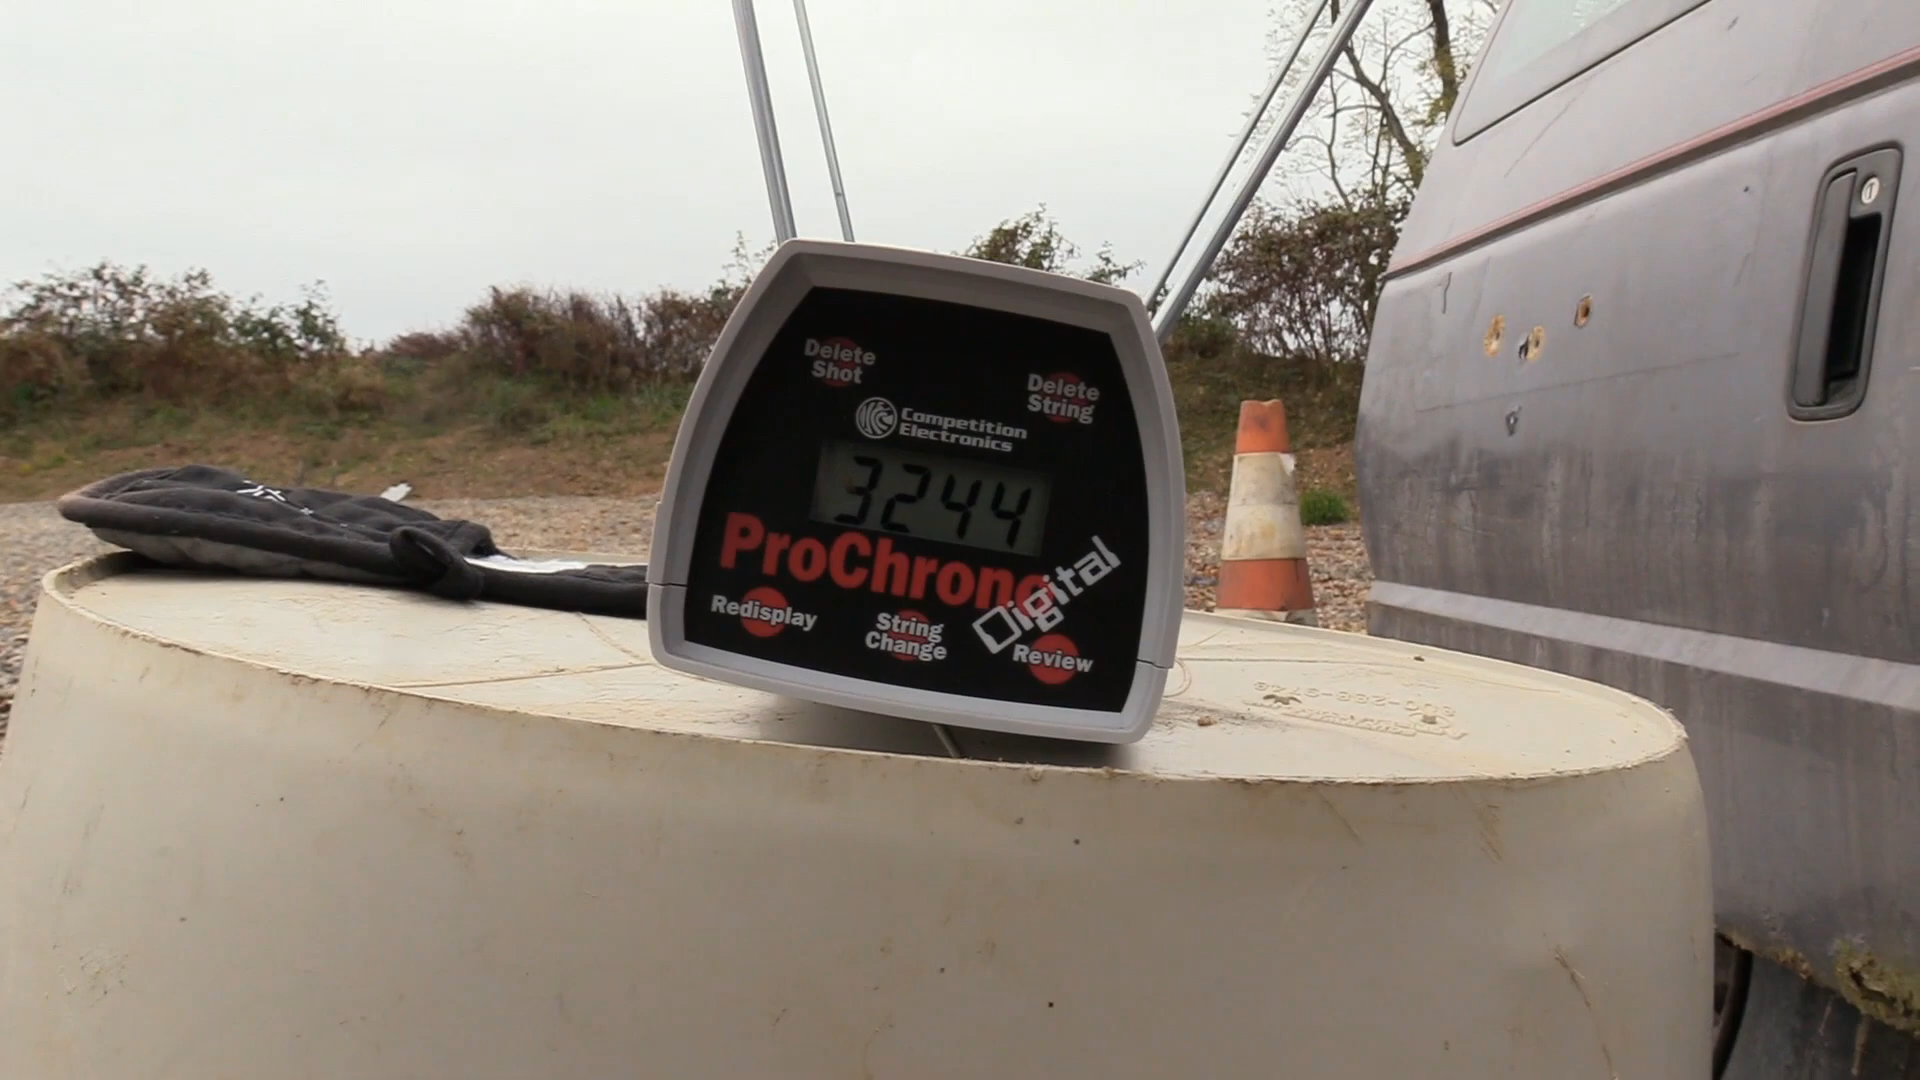 Delete
Shot
Delete
String
Competition
Electronics
3244
ProChrono
Digital
Redisplay
String
Change
Review